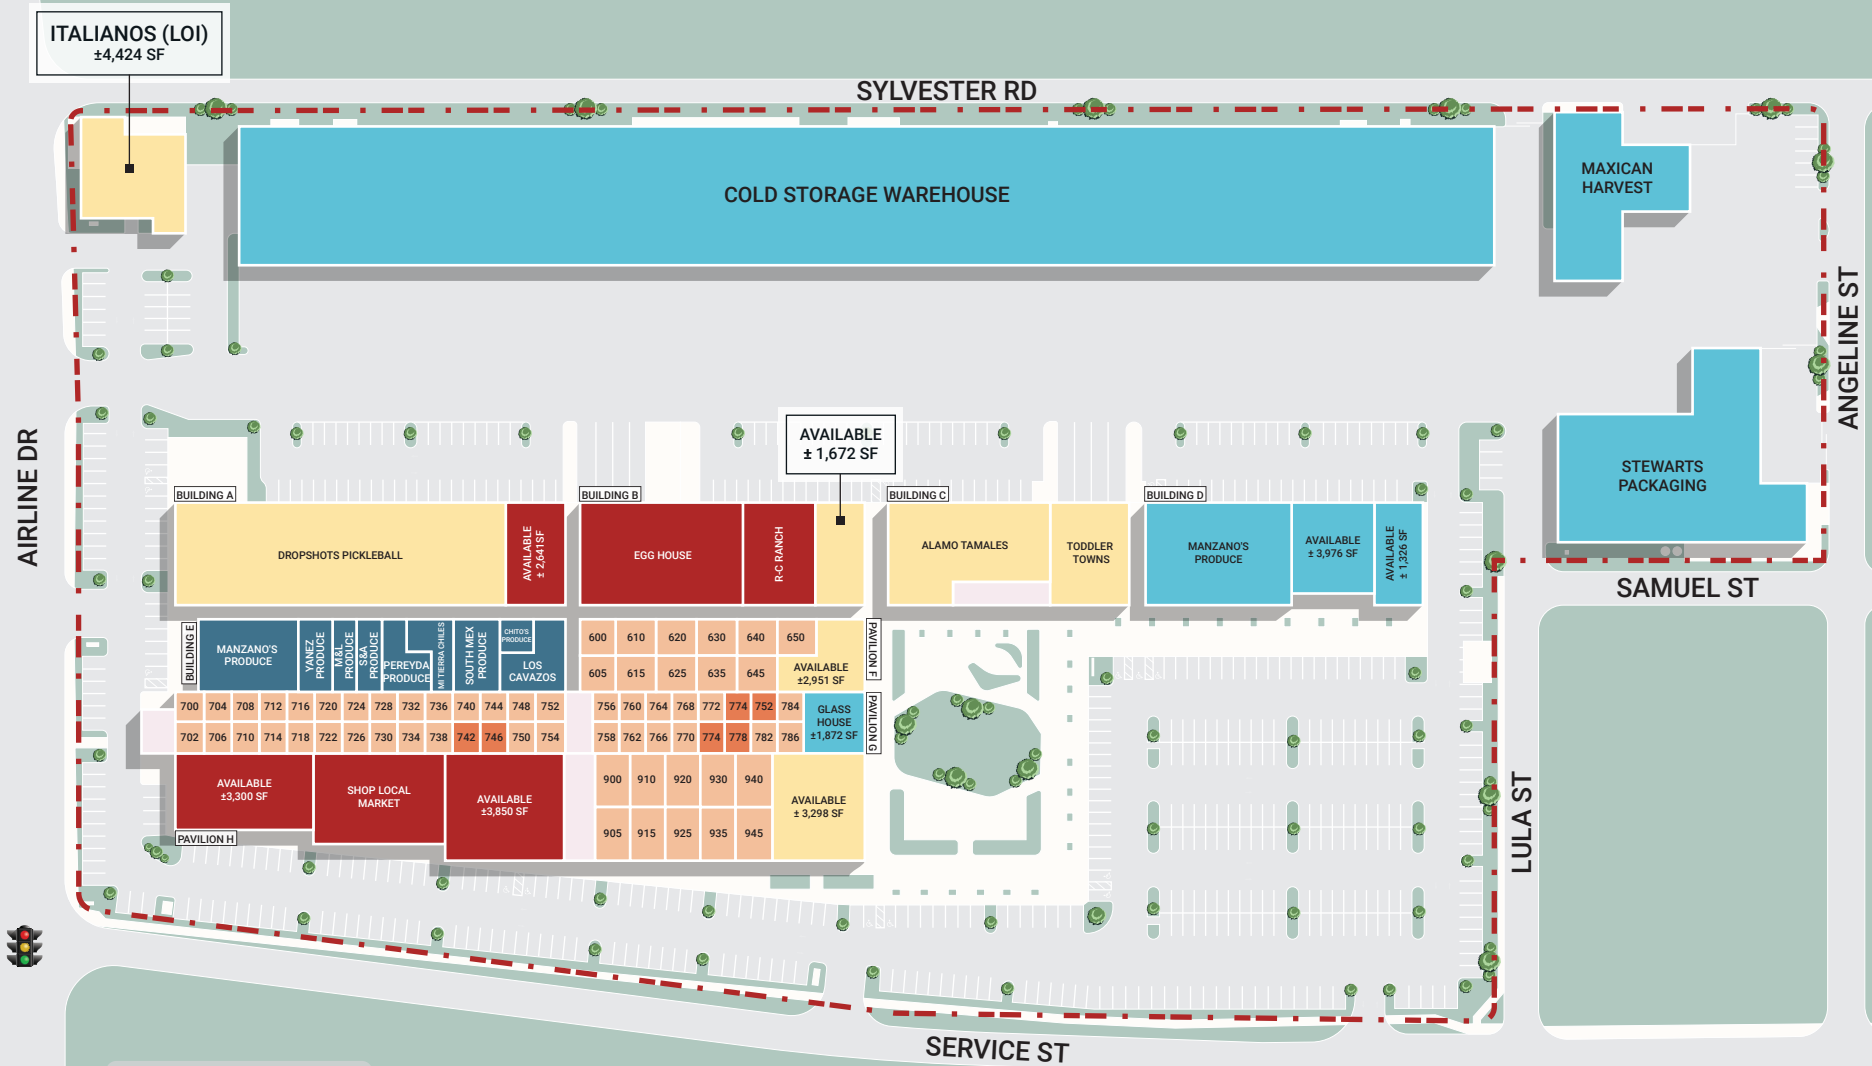 ITALIANOS (LOI)
±4,424 SF
SYLVESTER RD
COLD STORAGE WAREHOUSE
MAXICAN
HARVEST
ANGELINE ST
AIRLINE DR
AVAILABLE
± 1,672 SF
STEWARTS
PACKAGING
BUILDING A
BUILDING B
BUILDING C
BUILDING D
DROPSHOTS PICKLEBALL
AVAILABLE
± 2,641SF
EGG HOUSE
R-C RANCH
ALAMO TAMALES
TODDLER
TOWNS
MANZANO'S
PRODUCE
AVAILABLE
± 3,976 SF
AVAILABLE
± 1,326 SF
SAMUEL ST
BUILDING E
MANZANO'S
PRODUCE
YANEZ
PRODUCE
M&L
PRODUCE
S&A
PRODUCE
PEREYDA
PRODUCE
MI TIERRA CHILES
SOUTH MEX
PRODUCE
CHITO'S
PRODUCE
LOS
CAVAZOS
600 610 620 630 640 650
605 615 625 635 645
AVAILABLE
±2,951 SF
PAVILION F
700 704 708 712 716 720 724 728 732 736 740 744 748 752
702 706 710 714 718 722 726 730 734 738 742 746 750 754
756 760 764 768 772 774 752 784
758 762 766 770 774 778 782 786
GLASS
HOUSE
±1,872 SF
PAVILION G
AVAILABLE
±3,300 SF
SHOP LOCAL
MARKET
AVAILABLE
±3,850 SF
900 910 920 930 940
905 915 925 935 945
AVAILABLE
± 3,298 SF
PAVILION H
LULA ST
SERVICE ST